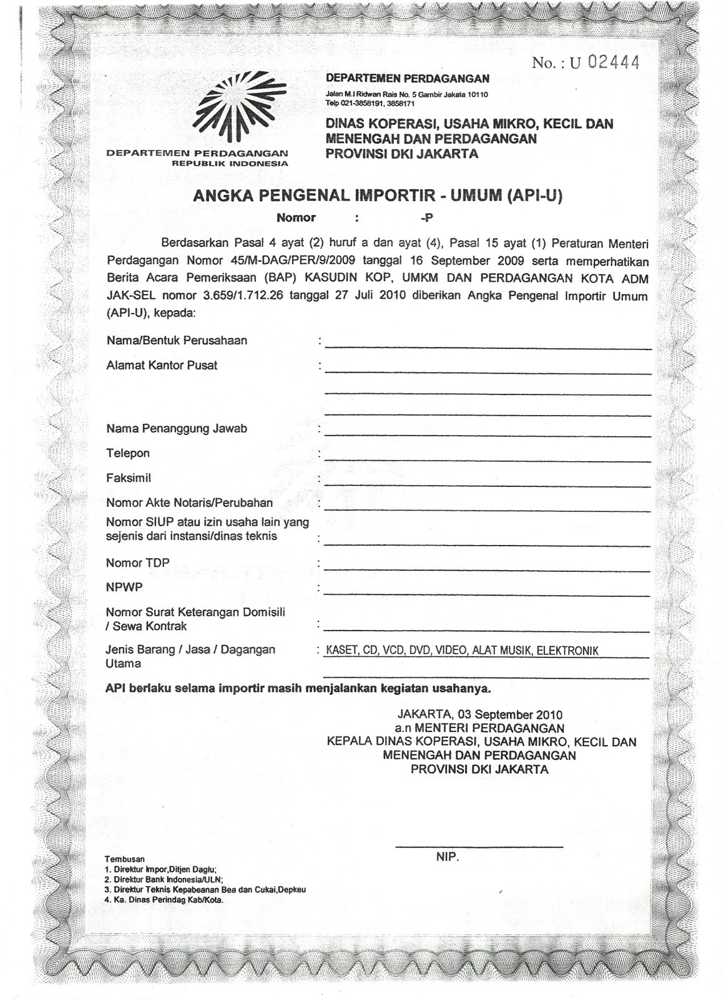 No. : U 02444
DEPARTEMEN PERDAGANGAN
Jalan M.I Ridwan Rais No. 5 Gambir Jakata 10110
Telp 021-3858191, 3858171
DINAS KOPERASI, USAHA MIKRO, KECIL DAN
MENENGAH DAN PERDAGANGAN
PROVINSI DKI JAKARTA
DEPARTEMEN PERDAGANGAN
REPUBLIK INDONESIA
ANGKA PENGENAL IMPORTIR - UMUM (API-U)
Nomor : -P
Berdasarkan Pasal 4 ayat (2) huruf a dan ayat (4), Pasal 15 ayat (1) Peraturan Menteri
Perdagangan Nomor 45/M-DAG/PER/9/2009 tanggal 16 September 2009 serta memperhatikan
Berita Acara Pemeriksaan (BAP) KASUDIN KOP, UMKM DAN PERDAGANGAN KOTA ADM
JAK-SEL nomor 3.659/1.712.26 tanggal 27 Juli 2010 diberikan Angka Pengenal Importir Umum
(API-U), kepada:
Nama/Bentuk Perusahaan :
Alamat Kantor Pusat :
Nama Penanggung Jawab :
Telepon :
Faksimil :
Nomor Akte Notaris/Perubahan :
Nomor SIUP atau izin usaha lain yang
sejenis dari instansi/dinas teknis :
Nomor TDP :
NPWP :
Nomor Surat Keterangan Domisili
/ Sewa Kontrak :
Jenis Barang / Jasa / Dagangan : KASET, CD, VCD, DVD, VIDEO, ALAT MUSIK, ELEKTRONIK
Utama
API berlaku selama importir masih menjalankan kegiatan usahanya.
JAKARTA, 03 September 2010
a.n MENTERI PERDAGANGAN
KEPALA DINAS KOPERASI, USAHA MIKRO, KECIL DAN
MENENGAH DAN PERDAGANGAN
PROVINSI DKI JAKARTA
NIP.
Tembusan
1. Direktur Impor,Ditjen Daglu;
2. Direktur Bank Indonesia/ULN;
3. Direktur Teknis Kepabeanan Bea dan Cukai,Depkeu
4. Ka. Dinas Perindag Kab/Kota.